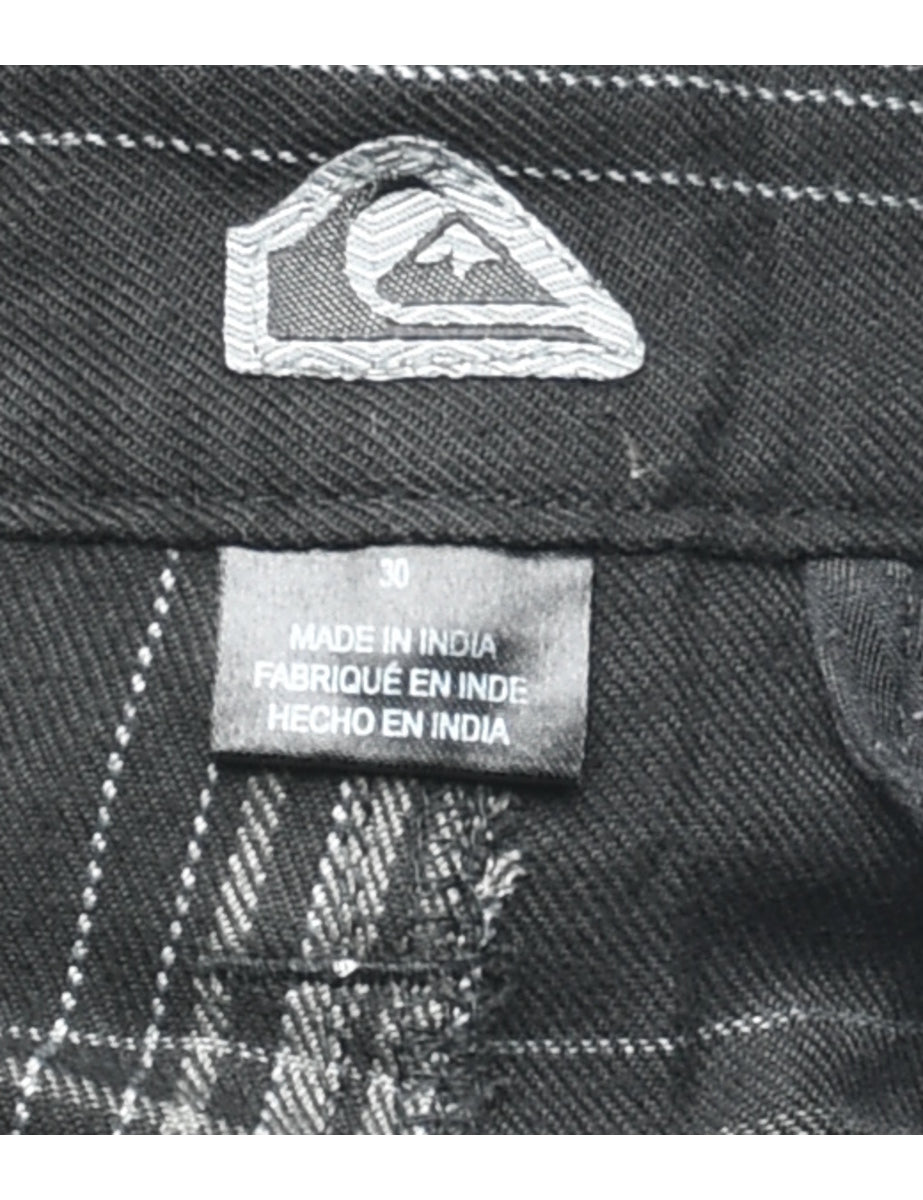 30
MADE IN INDIA
FABRIQUÉ EN INDE
HECHO EN INDIA